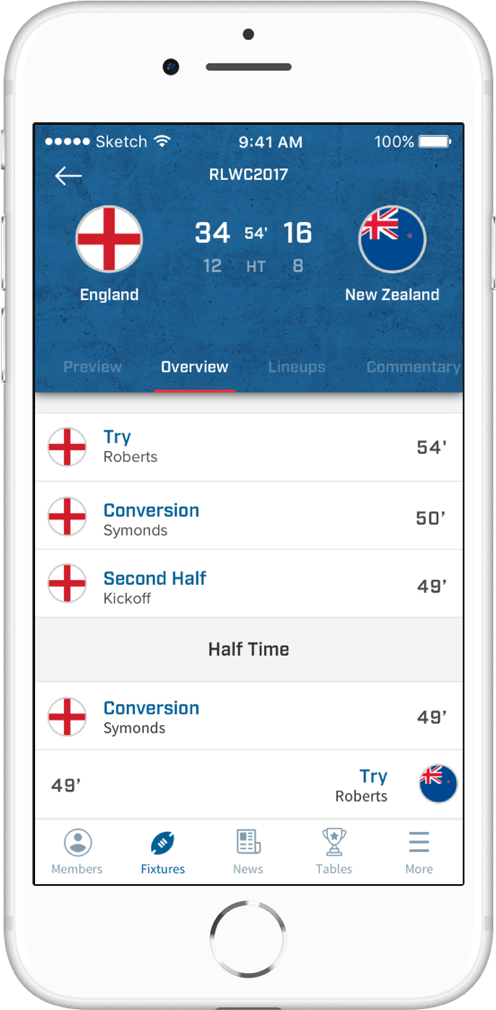 Sketch 9:41 AM 100%
RLWC2017
34 54' 16
12 HT 8
England New Zealand
Preview Overview Lineups Commentary
Try
Roberts
54'
Conversion
Symonds
50’
Second Half
Kickoff
49’
Half Time
Conversion
Symonds
49’
49’
Try
Roberts
Members Fixtures News Tables More